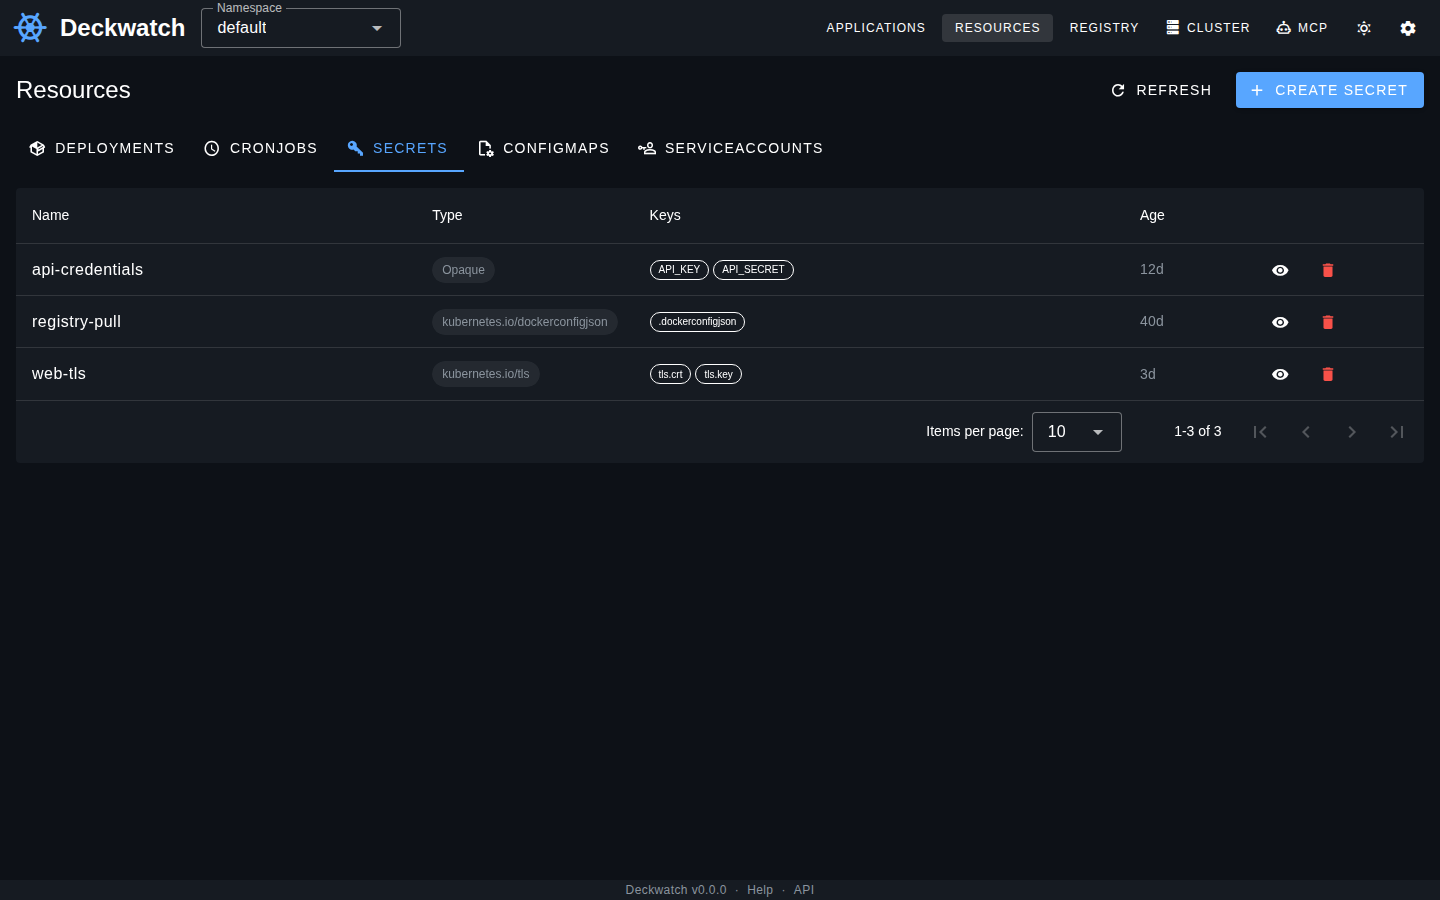 Deckwatch
Namespace
default
APPLICATIONS RESOURCES REGISTRY CLUSTER MCP
Resources
REFRESH CREATE SECRET
DEPLOYMENTS CRONJOBS SECRETS CONFIGMAPS SERVICEACCOUNTS
Name Type Keys Age
api-credentials Opaque API_KEY API_SECRET 12d
registry-pull kubernetes.io/dockerconfigjson .dockerconfigjson 40d
web-tls kubernetes.io/tls tls.crt tls.key 3d
Items per page: 10 1-3 of 3
Deckwatch v0.0.0 · Help · API